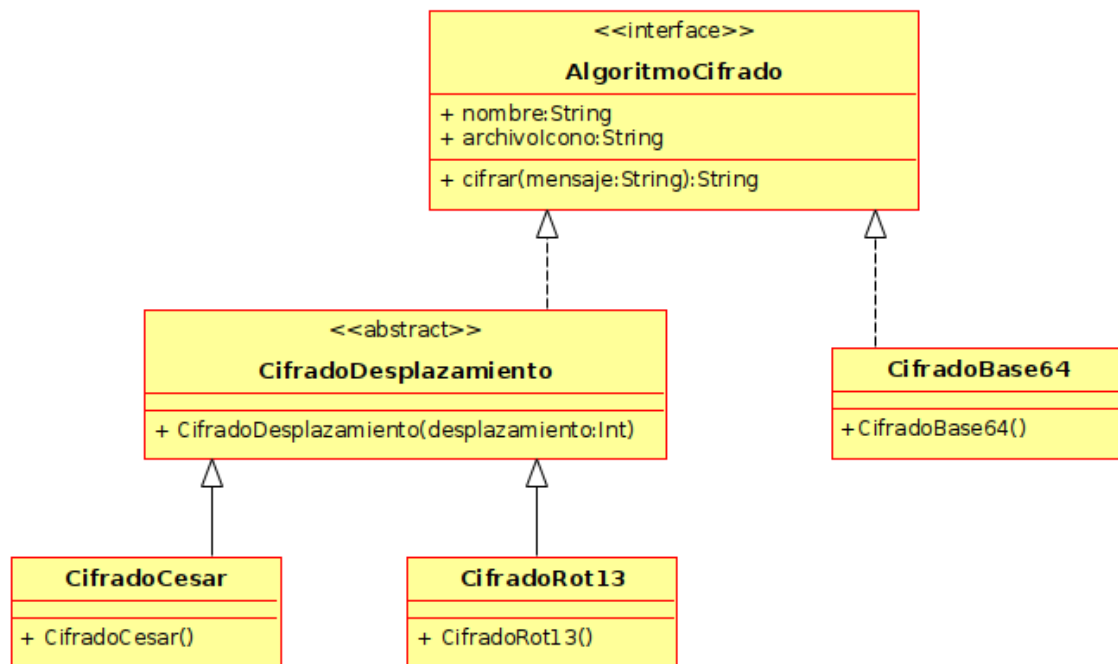 <<interface>>
AlgoritmoCifrado
+ nombre:String
+ archivoIcono:String
+ cifrar(mensaje:String):String
<<abstract>>
CifradoDesplazamiento
+ CifradoDesplazamiento(desplazamiento:Int)
CifradoBase64
+CifradoBase64()
CifradoCesar
+ CifradoCesar()
CifradoRot13
+ CifradoRot13()